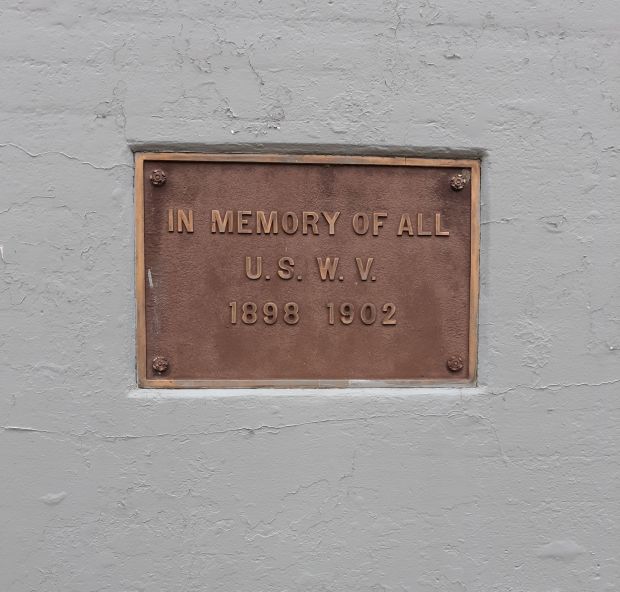 IN MEMORY OF ALL
U.S. W. V.
1898 1902